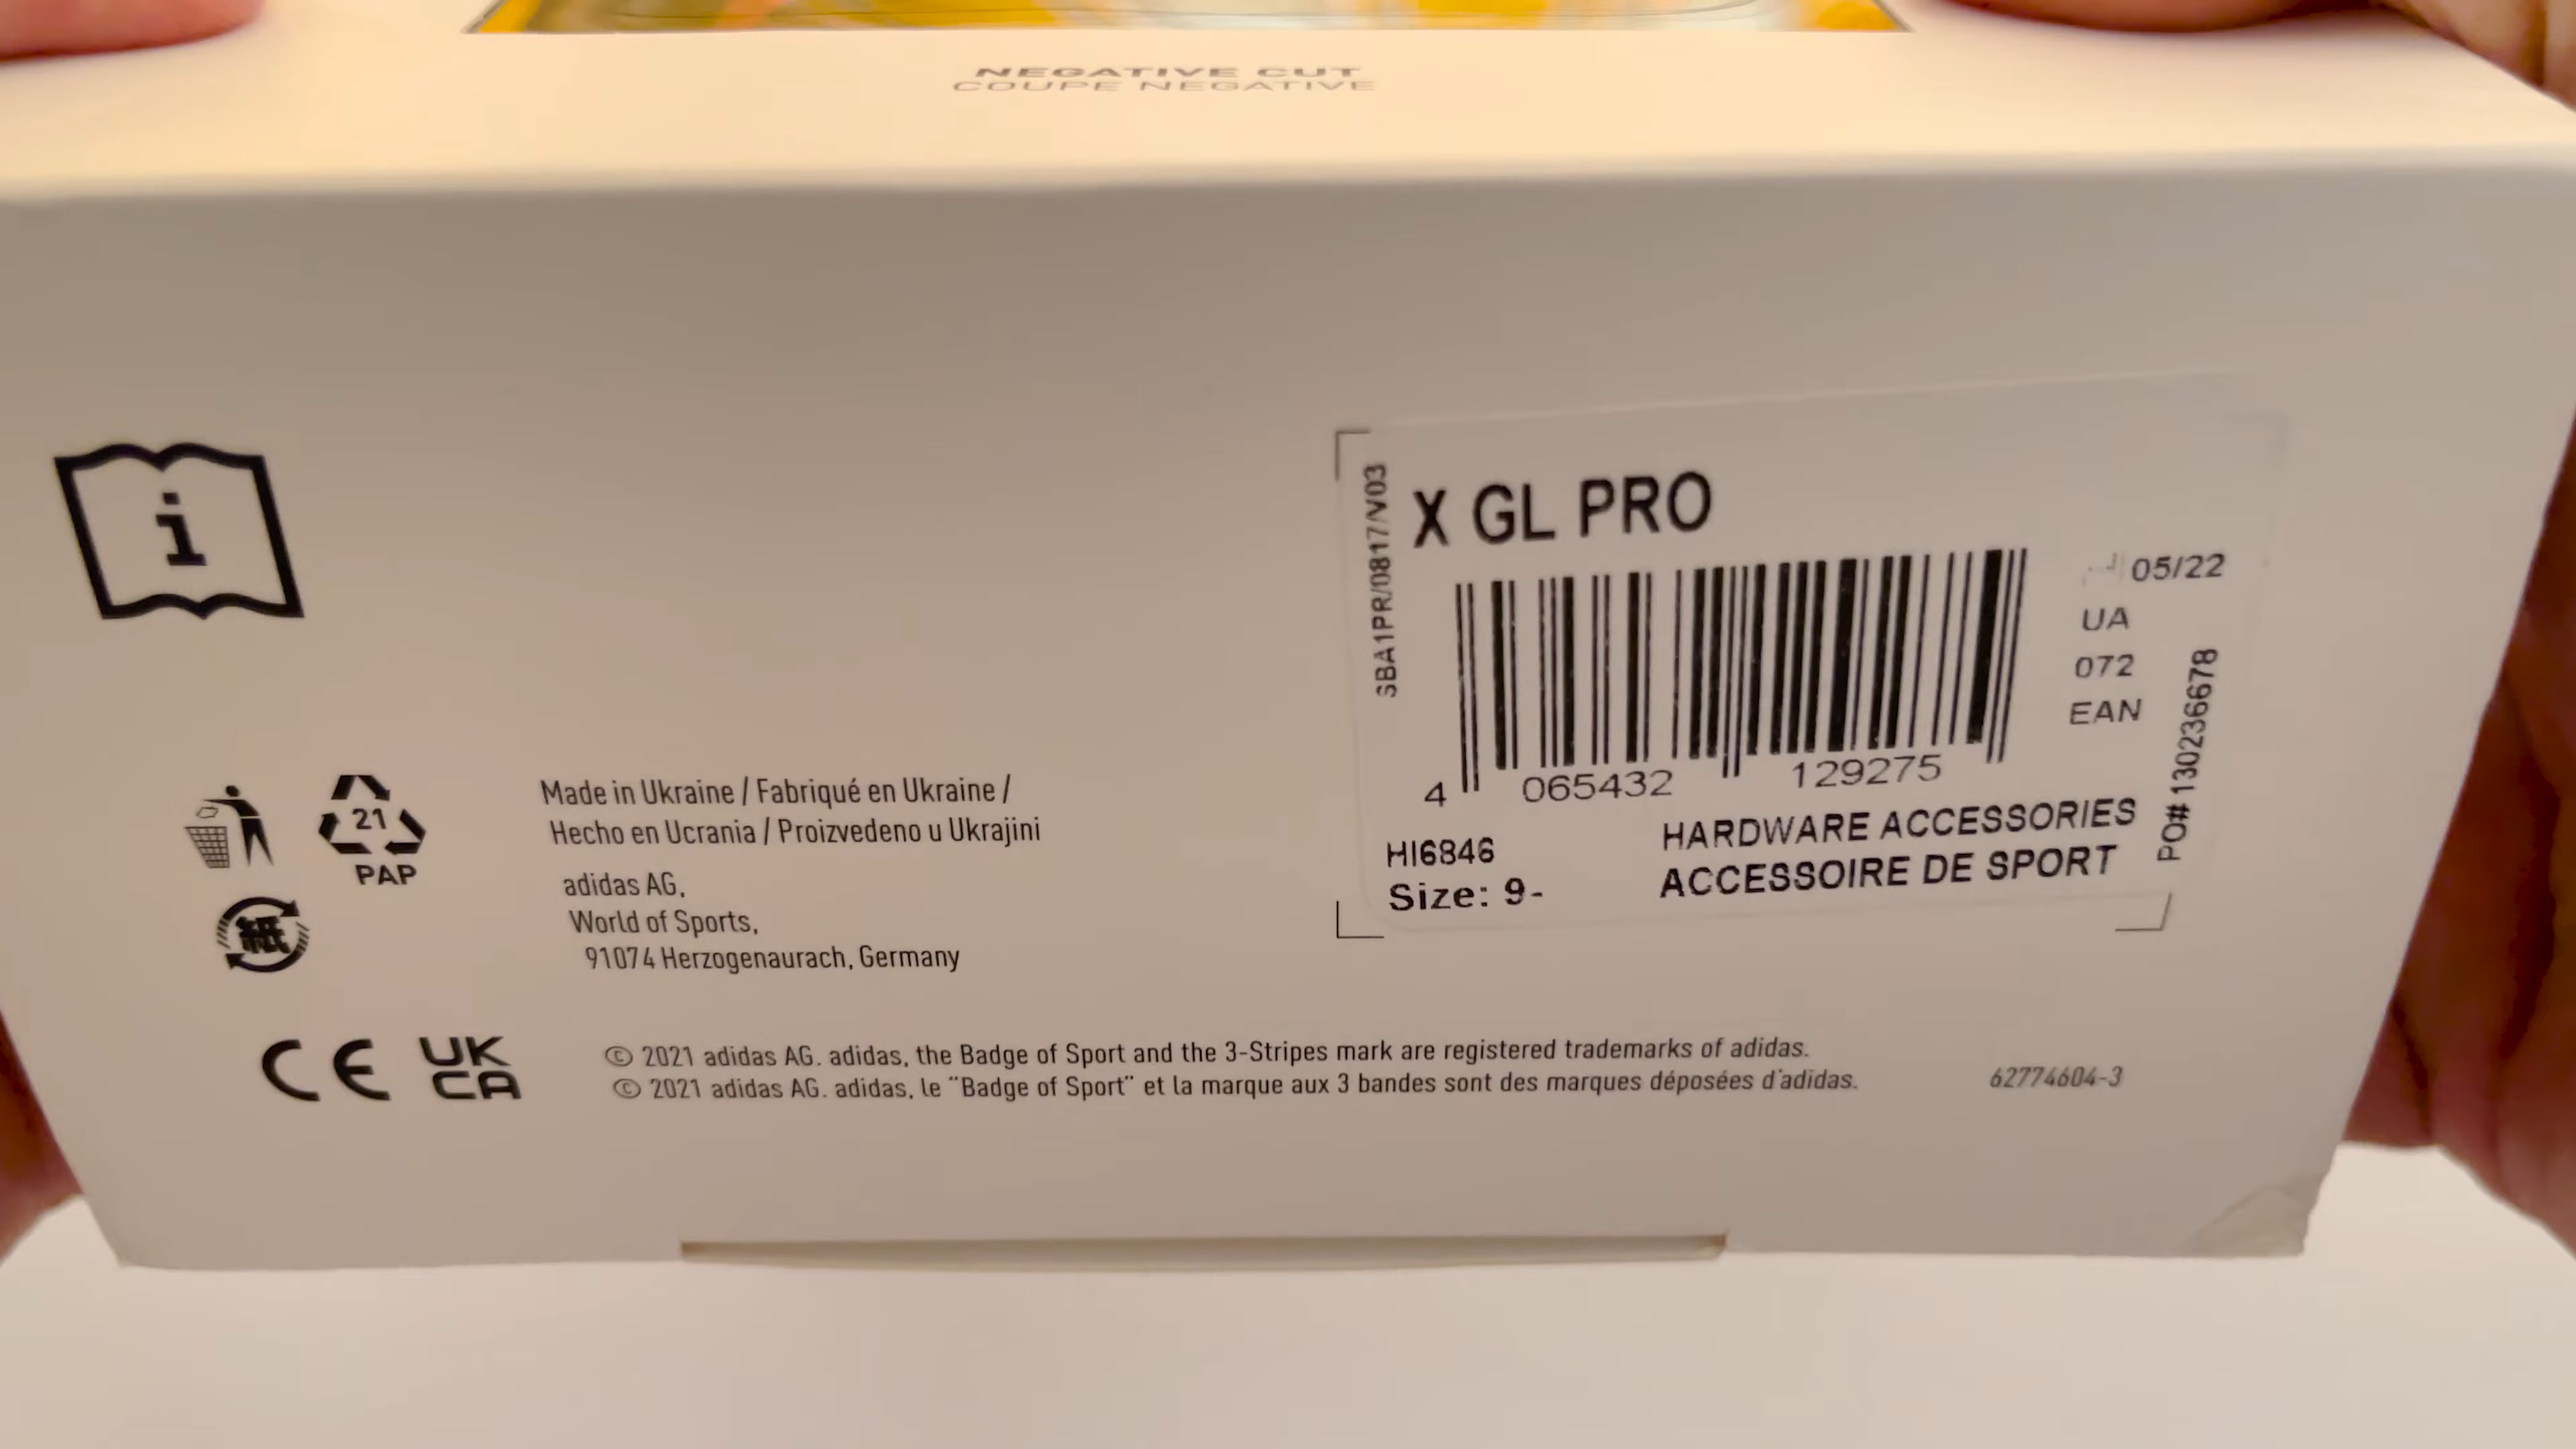 NEGATIVE CUT
COUPE NEGATIVE
i
SBA1PR/0817/V03
X GL PRO
05/22
UA
072
EAN
PO# 1302366678
4 065432 129275
HI6846
Size: 9-
HARDWARE ACCESSORIES
ACCESSOIRE DE SPORT
21
PAP
紙
Made in Ukraine / Fabriqué en Ukraine /
Hecho en Ucrania / Proizvedeno u Ukrajini
adidas AG,
World of Sports,
91074 Herzogenaurach, Germany
CE
UK
CA
© 2021 adidas AG. adidas, the Badge of Sport and the 3-Stripes mark are registered trademarks of adidas.
© 2021 adidas AG. adidas, le "Badge of Sport" et la marque aux 3 bandes sont des marques déposées d'adidas.
62774604-3